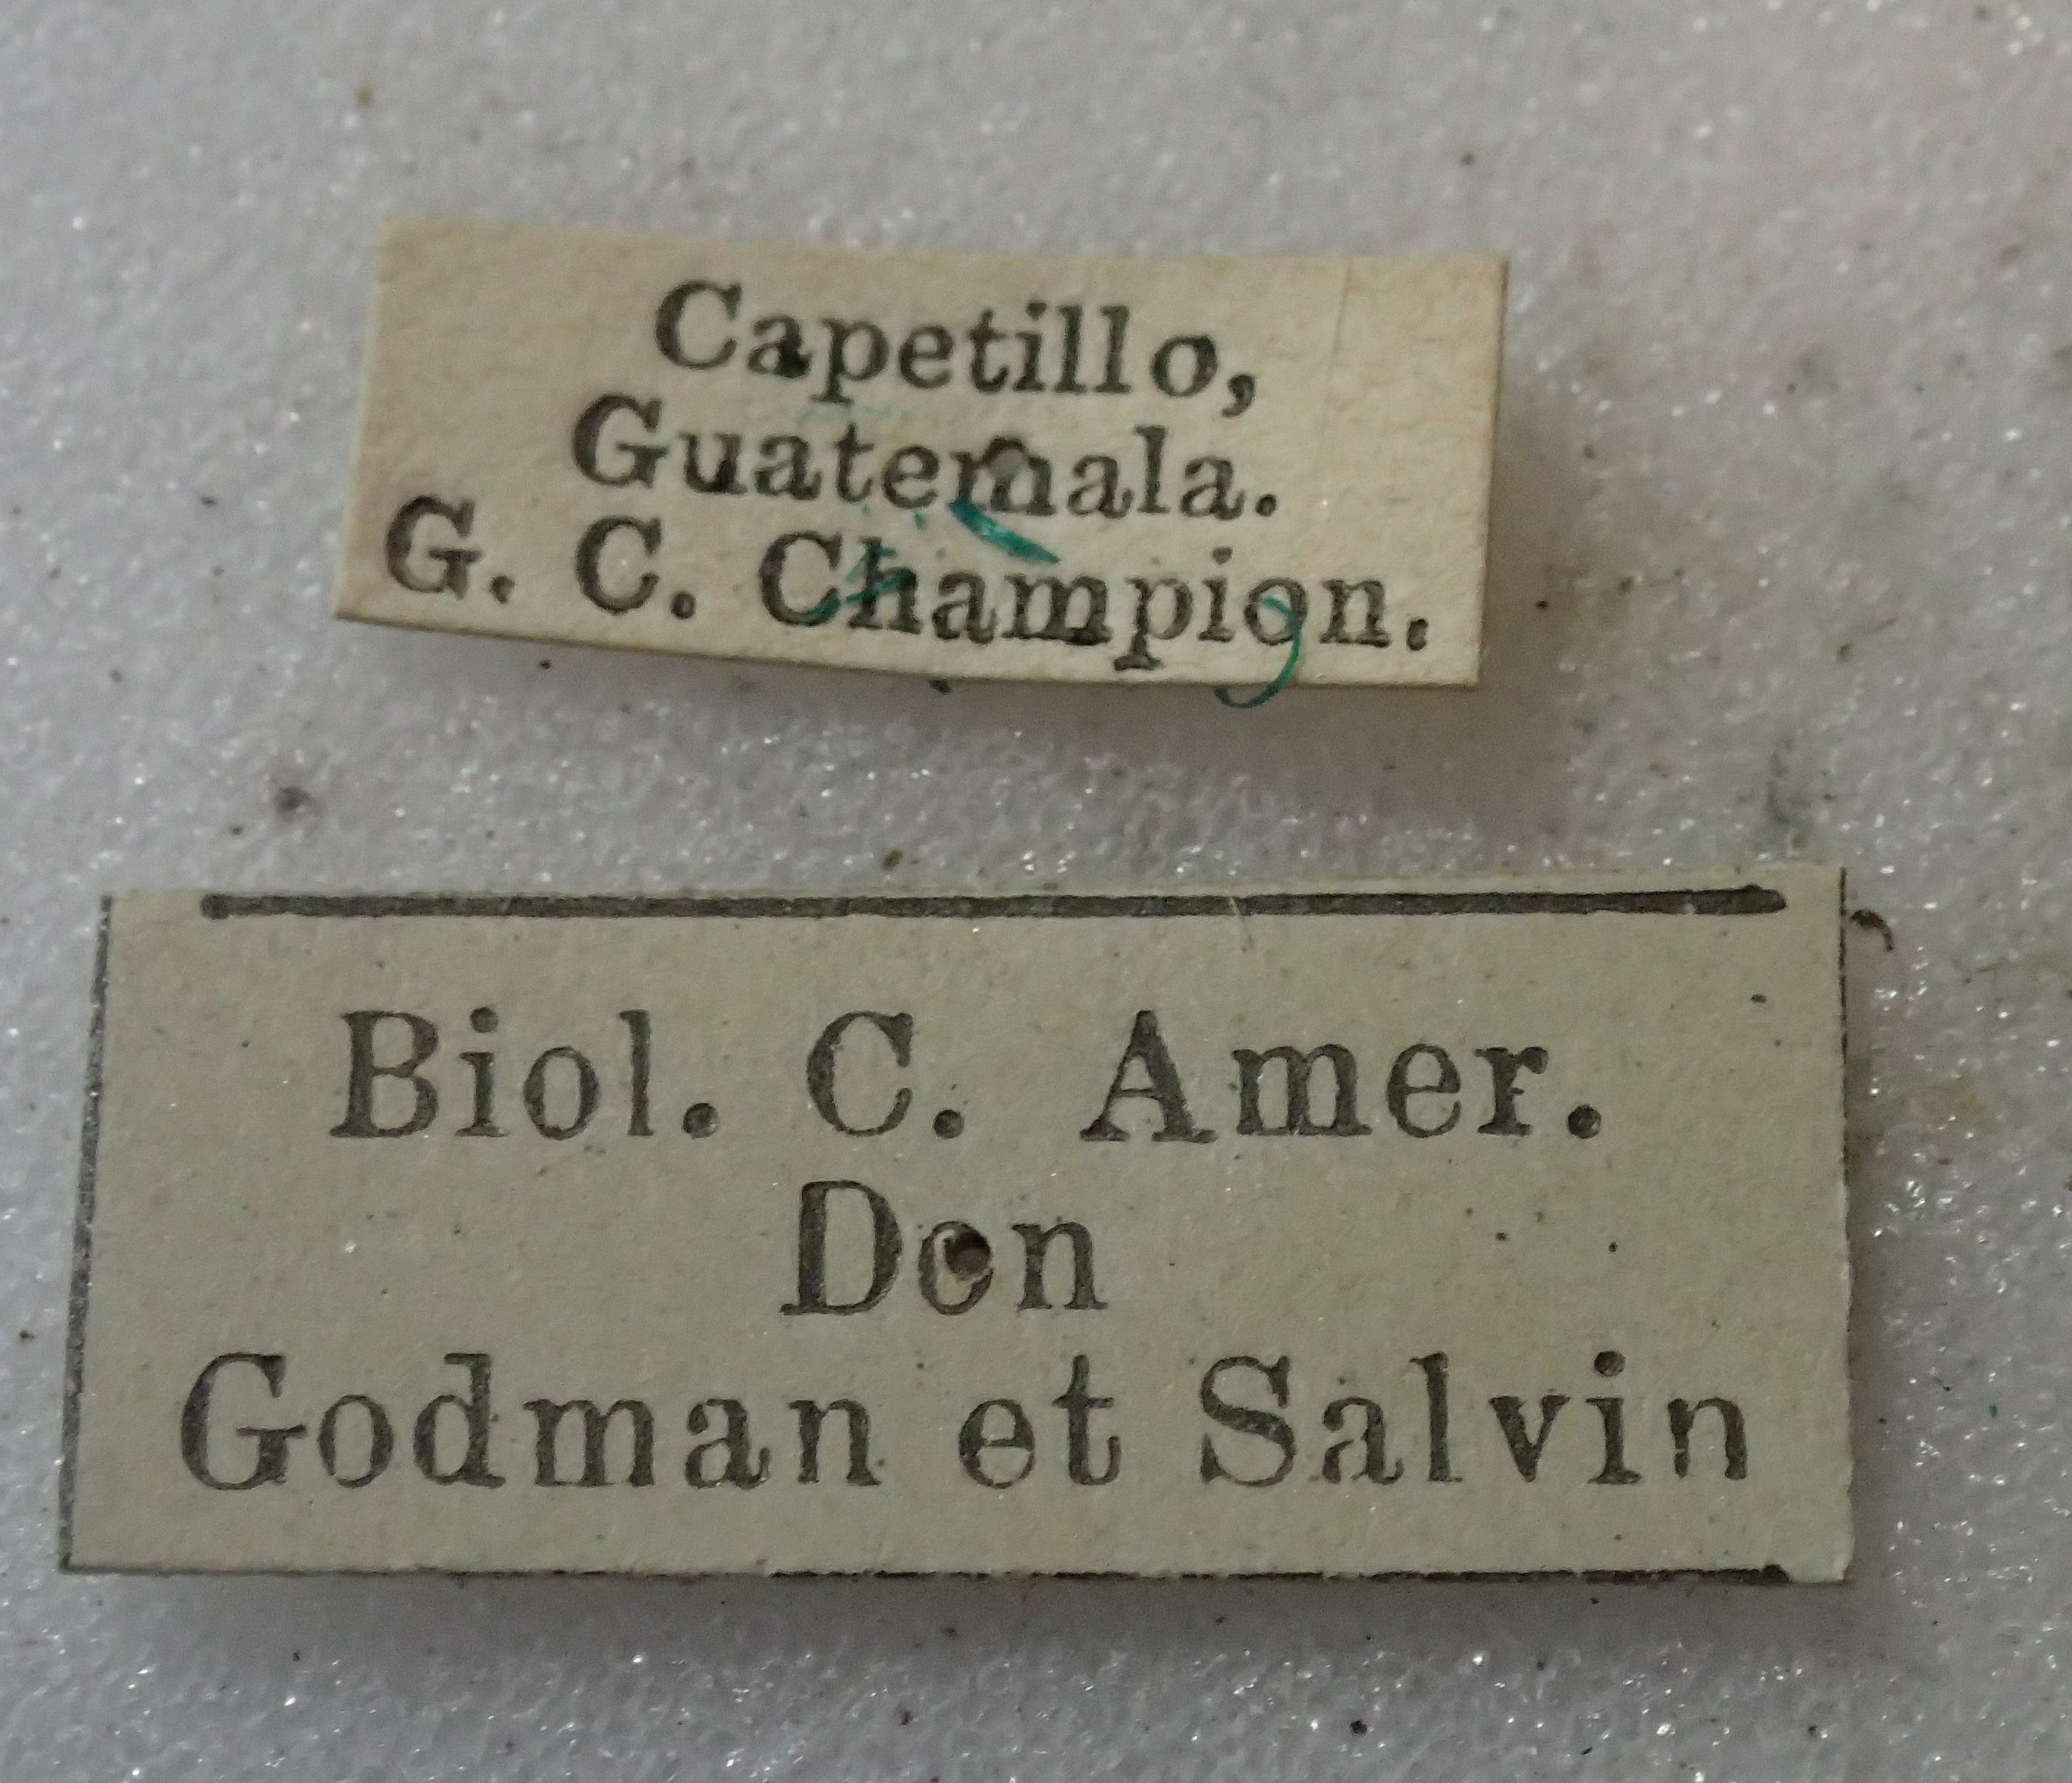 Capetillo,
Guatemala.
G. C. Champion.
Biol. C. Amer.
Don
Godman et Salvin